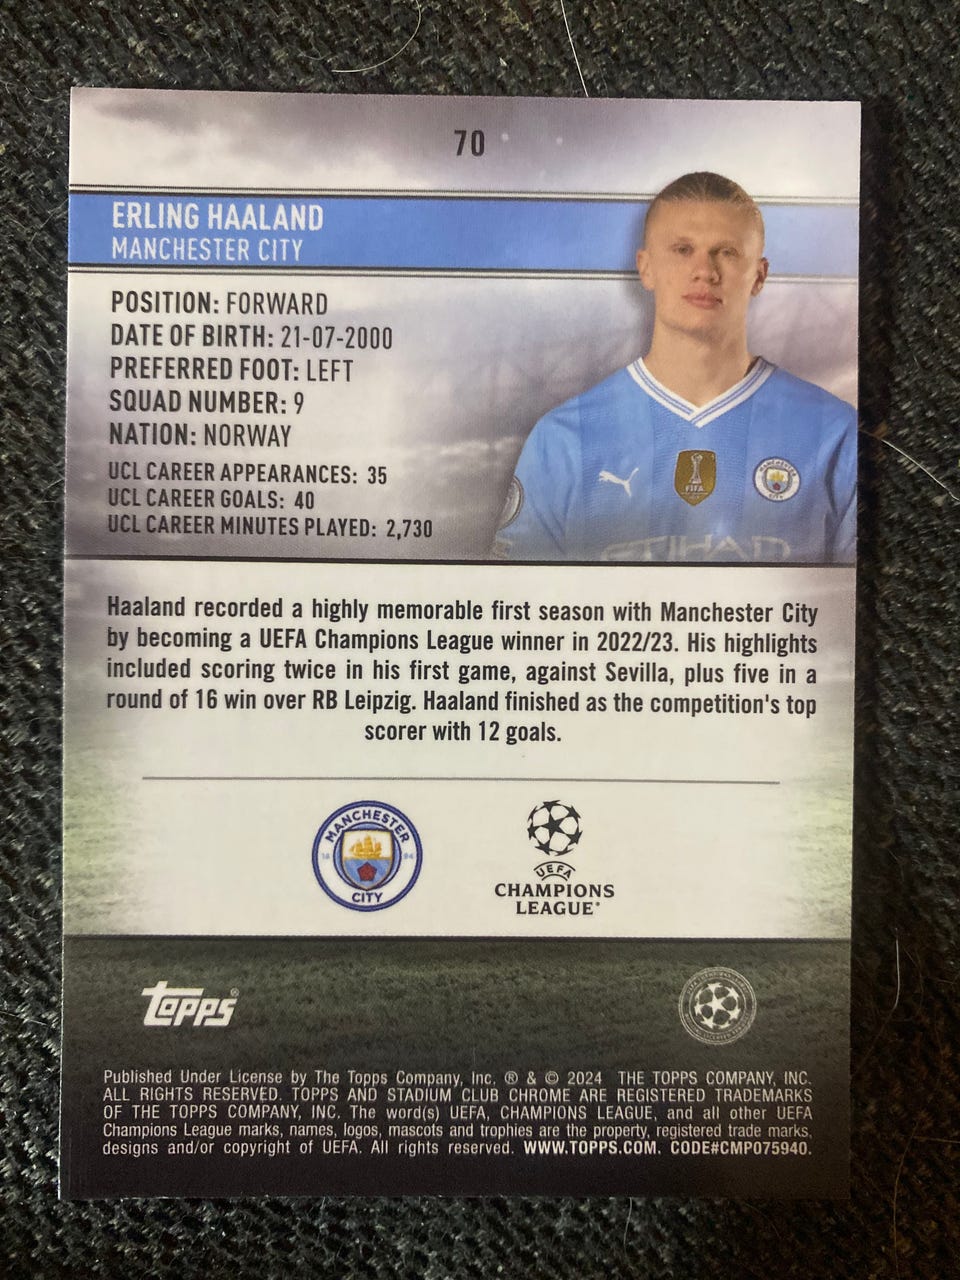 70
ERLING HAALAND
MANCHESTER CITY
POSITION: FORWARD
DATE OF BIRTH: 21-07-2000
PREFERRED FOOT: LEFT
SQUAD NUMBER: 9
NATION: NORWAY
UCL CAREER APPEARANCES: 35
UCL CAREER GOALS: 40
UCL CAREER MINUTES PLAYED: 2,730
FIFA
ETIHAD
Haaland recorded a highly memorable first season with Manchester City
by becoming a UEFA Champions League winner in 2022/23. His highlights
included scoring twice in his first game, against Sevilla, plus five in a
round of 16 win over RB Leipzig. Haaland finished as the competition's top
scorer with 12 goals.
MANCHESTER
18 94
CITY
UEFA
CHAMPIONS
LEAGUE®
Topps®
Published Under License by The Topps Company, Inc. ® & © 2024 THE TOPPS COMPANY, INC.
ALL RIGHTS RESERVED. TOPPS AND STADIUM CLUB CHROME ARE REGISTERED TRADEMARKS
OF THE TOPPS COMPANY, INC. The word(s) UEFA, CHAMPIONS LEAGUE, and all other UEFA
Champions League marks, names, logos, mascots and trophies are the property, registered trade marks,
designs and/or copyright of UEFA. All rights reserved. WWW.TOPPS.COM. CODE#CMP075940.